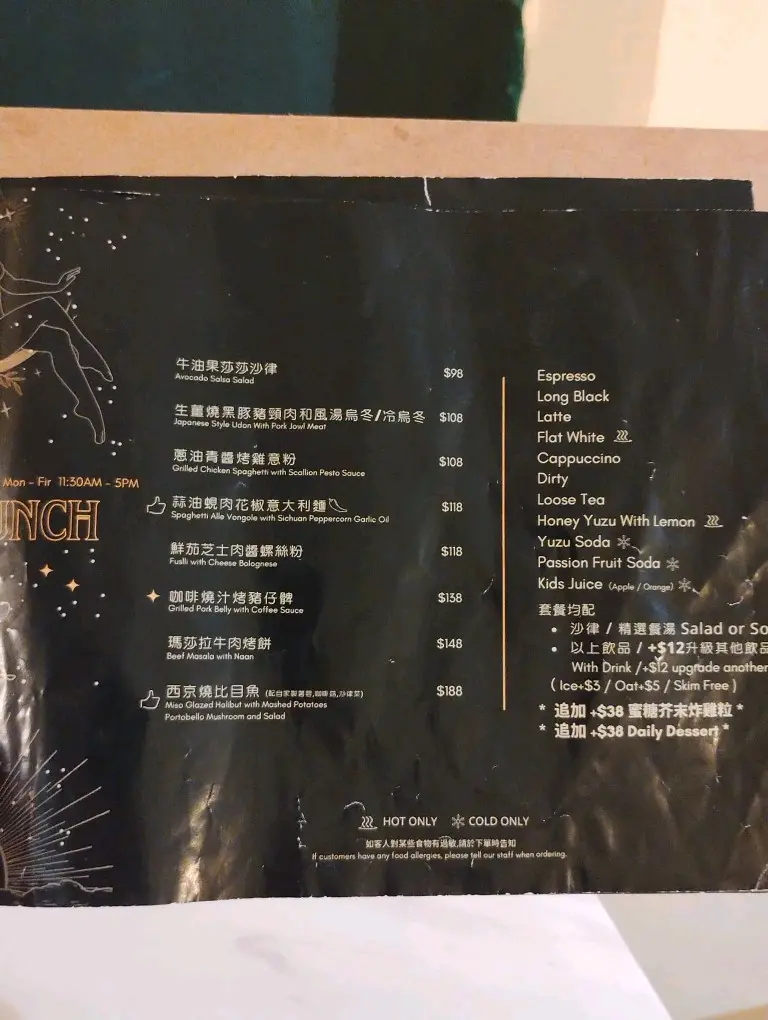 Mon - Fir 11:30AM - 5PM
UNCH
牛油果莎莎沙律 $98
Avocado Salsa Salad
生薑燒黑豚豬頸肉和風湯烏冬/冷烏冬 $108
Japanese Style Udon With Pork Jowl Meat
蔥油青醬烤雞意粉 $108
Grilled Chicken Spaghetti with Scallion Pesto Sauce
蒜油蜆肉花椒意大利麵 $118
Spaghetti Alle Vongole with Sichuan Peppercorn Garlic Oil
鮮茄芝士肉醬螺絲粉 $118
Fuslli with Cheese Bolognese
咖啡燒汁烤豬仔髀 $138
Grilled Pork Belly with Coffee Sauce
瑪莎拉牛肉烤餅 $148
Beef Masala with Naan
西京燒比目魚 $188
Miso Glazed Halibut with Mashed Potatoes
Portobello Mushroom and Salad
Espresso
Long Black
Latte
Flat White
Cappuccino
Dirty
Loose Tea
Honey Yuzu With Lemon
Yuzu Soda
Passion Fruit Soda
Kids Juice (Apple / Orange)
套餐均配
• 沙律 / 精選餐湯 Salad or So
• 以上飲品 / +$12升級其他飲品
With Drink /+$12 upgrade another
( Ice+$3 / Oat+$5 / Skim Free )
* 追加 +$38 蜜糖芥末炸雞粒 *
* 追加 +$38 Daily Dessert *
HOT ONLY COLD ONLY
如客人對某些食物有過敏,請於下單時告知
If customers have any food allergies, please tell our staff when ordering.